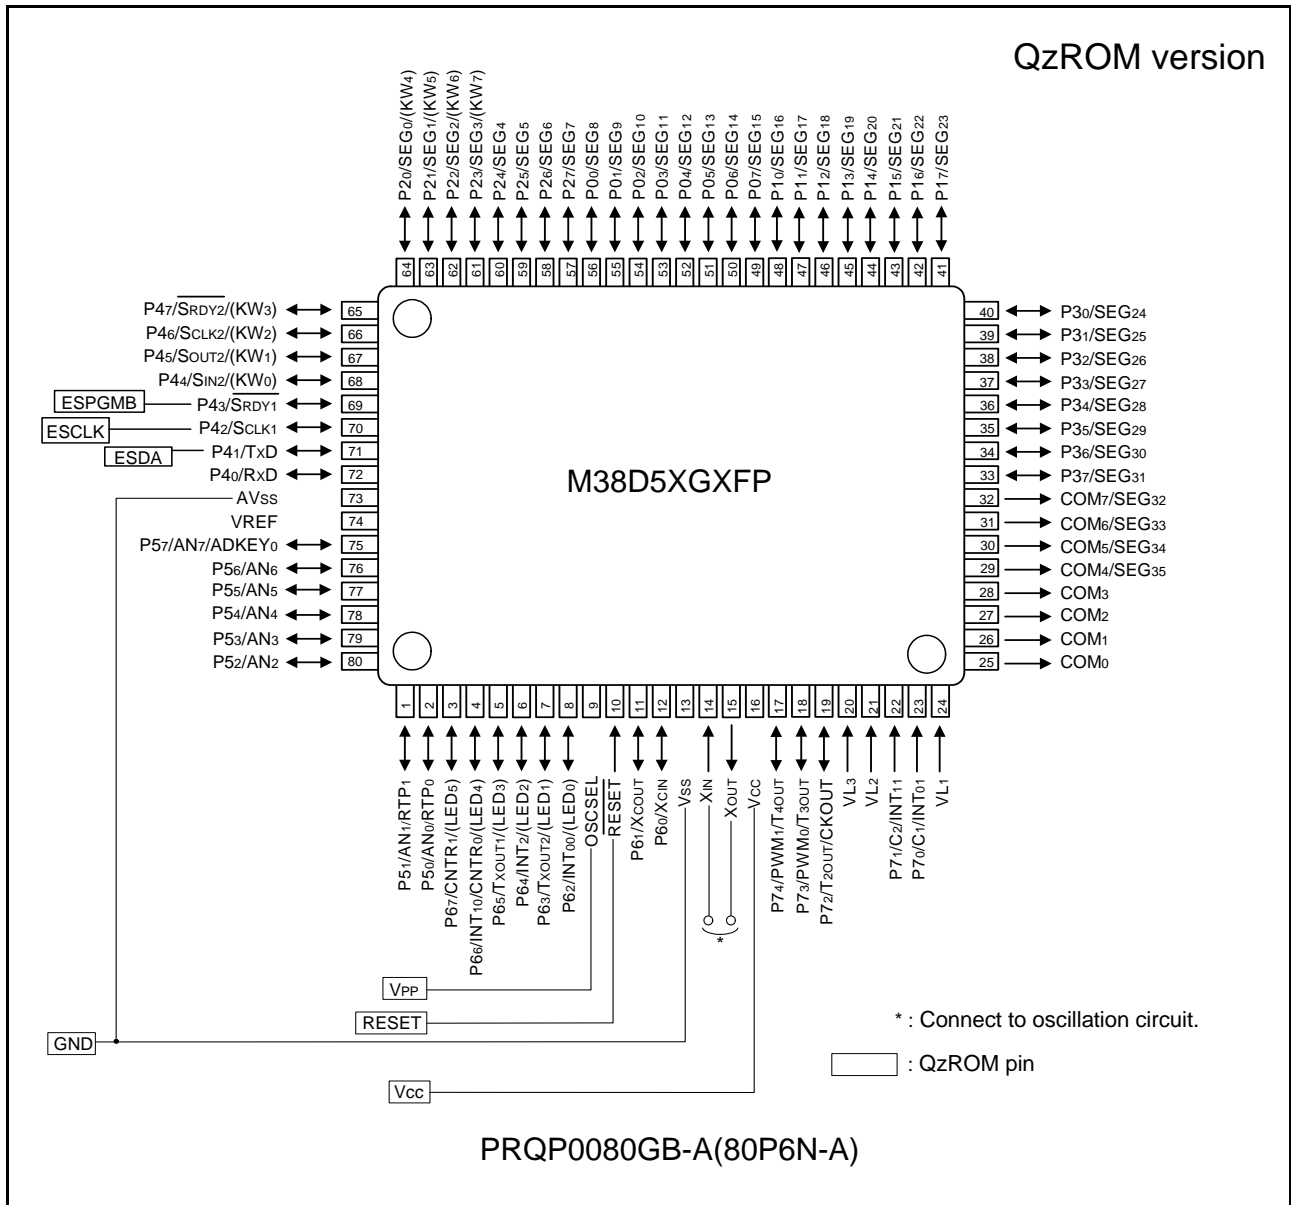 QzROM version
P20/SEG0/(KW4)
P21/SEG1/(KW5)
P22/SEG2/(KW6)
P23/SEG3/(KW7)
P24/SEG4
P25/SEG5
P26/SEG6
P27/SEG7
P00/SEG8
P01/SEG9
P02/SEG10
P03/SEG11
P04/SEG12
P05/SEG13
P06/SEG14
P07/SEG15
P10/SEG16
P11/SEG17
P12/SEG18
P13/SEG19
P14/SEG20
P15/SEG21
P16/SEG22
P17/SEG23
64 63 62 61 60 59 58 57 56 55 54 53 52 51 50 49 48 47 46 45 44 43 42 41
P47/SRDY2/(KW3) 65
P46/SCLK2/(KW2) 66
P45/SOUT2/(KW1) 67
P44/SIN2/(KW0) 68
ESPGMB P43/SRDY1 69
ESCLK P42/SCLK1 70
ESDA P41/TxD 71
P40/RxD 72
AVSS 73
VREF 74
P57/AN7/ADKEY0 75
P56/AN6 76
P55/AN5 77
P54/AN4 78
P53/AN3 79
P52/AN2 80
M38D5XGXFP
40 P30/SEG24
39 P31/SEG25
38 P32/SEG26
37 P33/SEG27
36 P34/SEG28
35 P35/SEG29
34 P36/SEG30
33 P37/SEG31
32 COM7/SEG32
31 COM6/SEG33
30 COM5/SEG34
29 COM4/SEG35
28 COM3
27 COM2
26 COM1
25 COM0
1 2 3 4 5 6 7 8 9 10 11 12 13 14 15 16 17 18 19 20 21 22 23 24
P51/AN1/RTP1
P50/AN0/RTP0
P67/CNTR1/(LED5)
P66/INT10/CNTR0/(LED4)
P65/TXOUT1/(LED3)
P64/INT2/(LED2)
P63/TXOUT2/(LED1)
P62/INT00/(LED0)
OSCSEL
RESET
P61/XCOUT
P60/XCIN
VSS
XIN
XOUT
VCC
P74/PWM1/T4OUT
P73/PWM0/T3OUT
P72/T2OUT/CKOUT
VL3
VL2
P71/C2/INT11
P70/C1/INT01
VL1
*
VPP
RESET
GND
Vcc
* : Connect to oscillation circuit.
: QzROM pin
PRQP0080GB-A(80P6N-A)